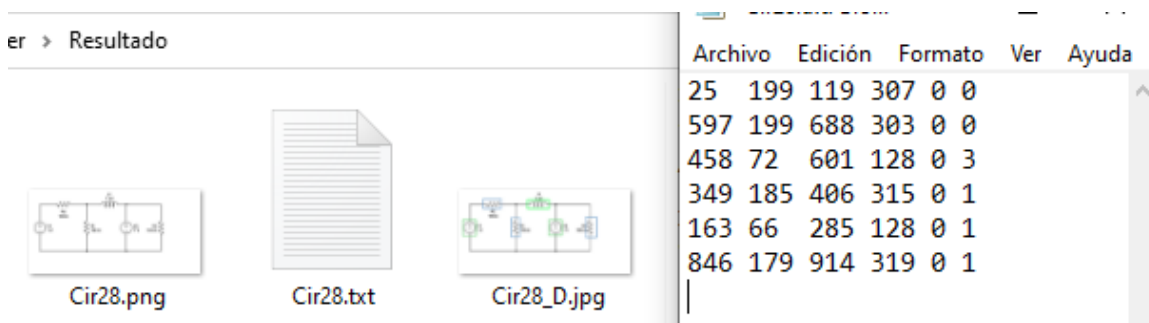 er > Resultado
Cir28.png
Cir28.txt
Cir28_D.jpg
Archivo Edición Formato Ver Ayuda
25 199 119 307 0 0
597 199 688 303 0 0
458 72 601 128 0 3
349 185 406 315 0 1
163 66 285 128 0 1
846 179 914 319 0 1